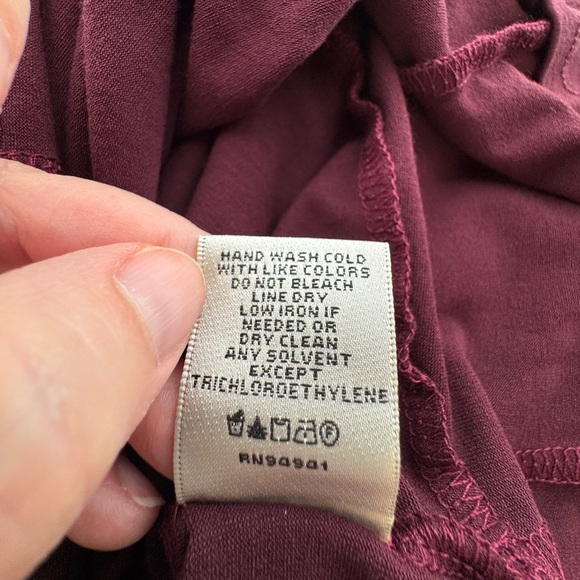 HAND WASH COLD
WITH LIKE COLORS
DO NOT BLEACH
LINE DRY
LOW IRON IF
NEEDED OR
DRY CLEAN
ANY SOLVENT
EXCEPT
TRICHLOROETHYLENE
RN94941